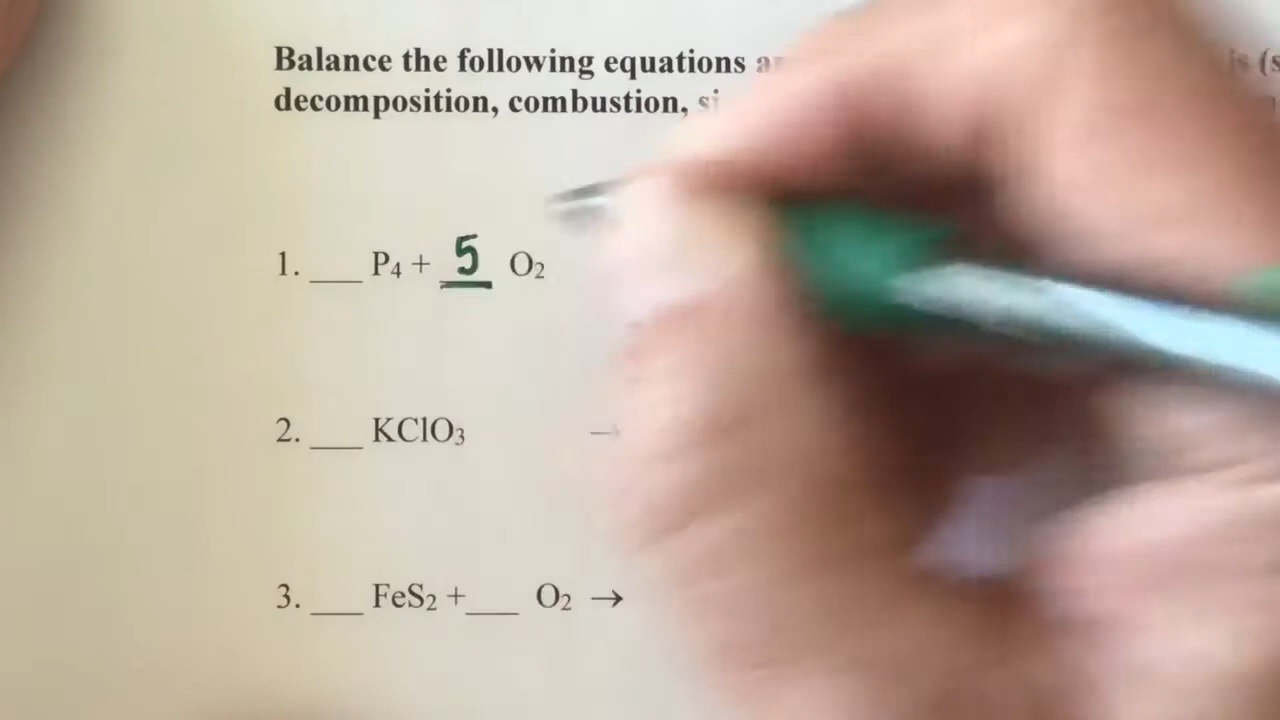 Balance the following equations
decomposition, combustion,
1. ___ P₄ + 5 O₂
2. ___ KClO₃
3. ___ FeS₂ + ___ O₂ →